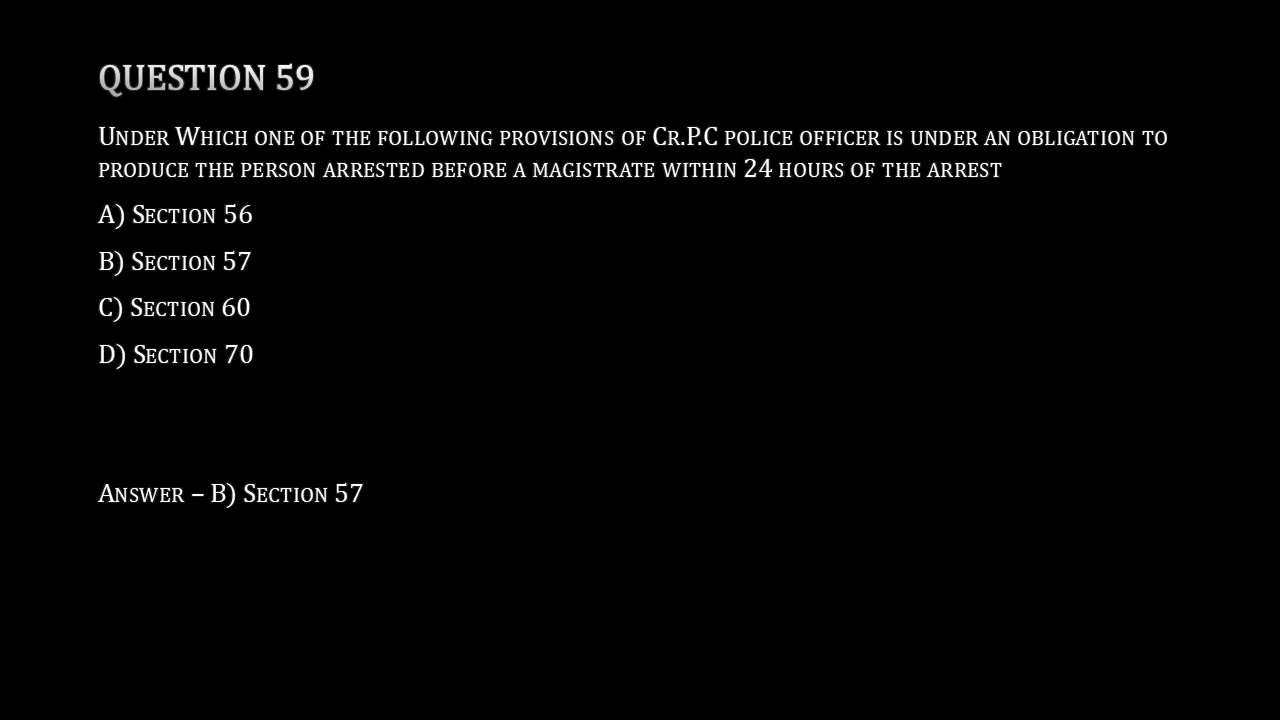 QUESTION 59
Under Which one of the following provisions of Cr.P.C police officer is under an obligation to
produce the person arrested before a magistrate within 24 hours of the arrest
A) Section 56
B) Section 57
C) Section 60
D) Section 70
Answer – B) Section 57